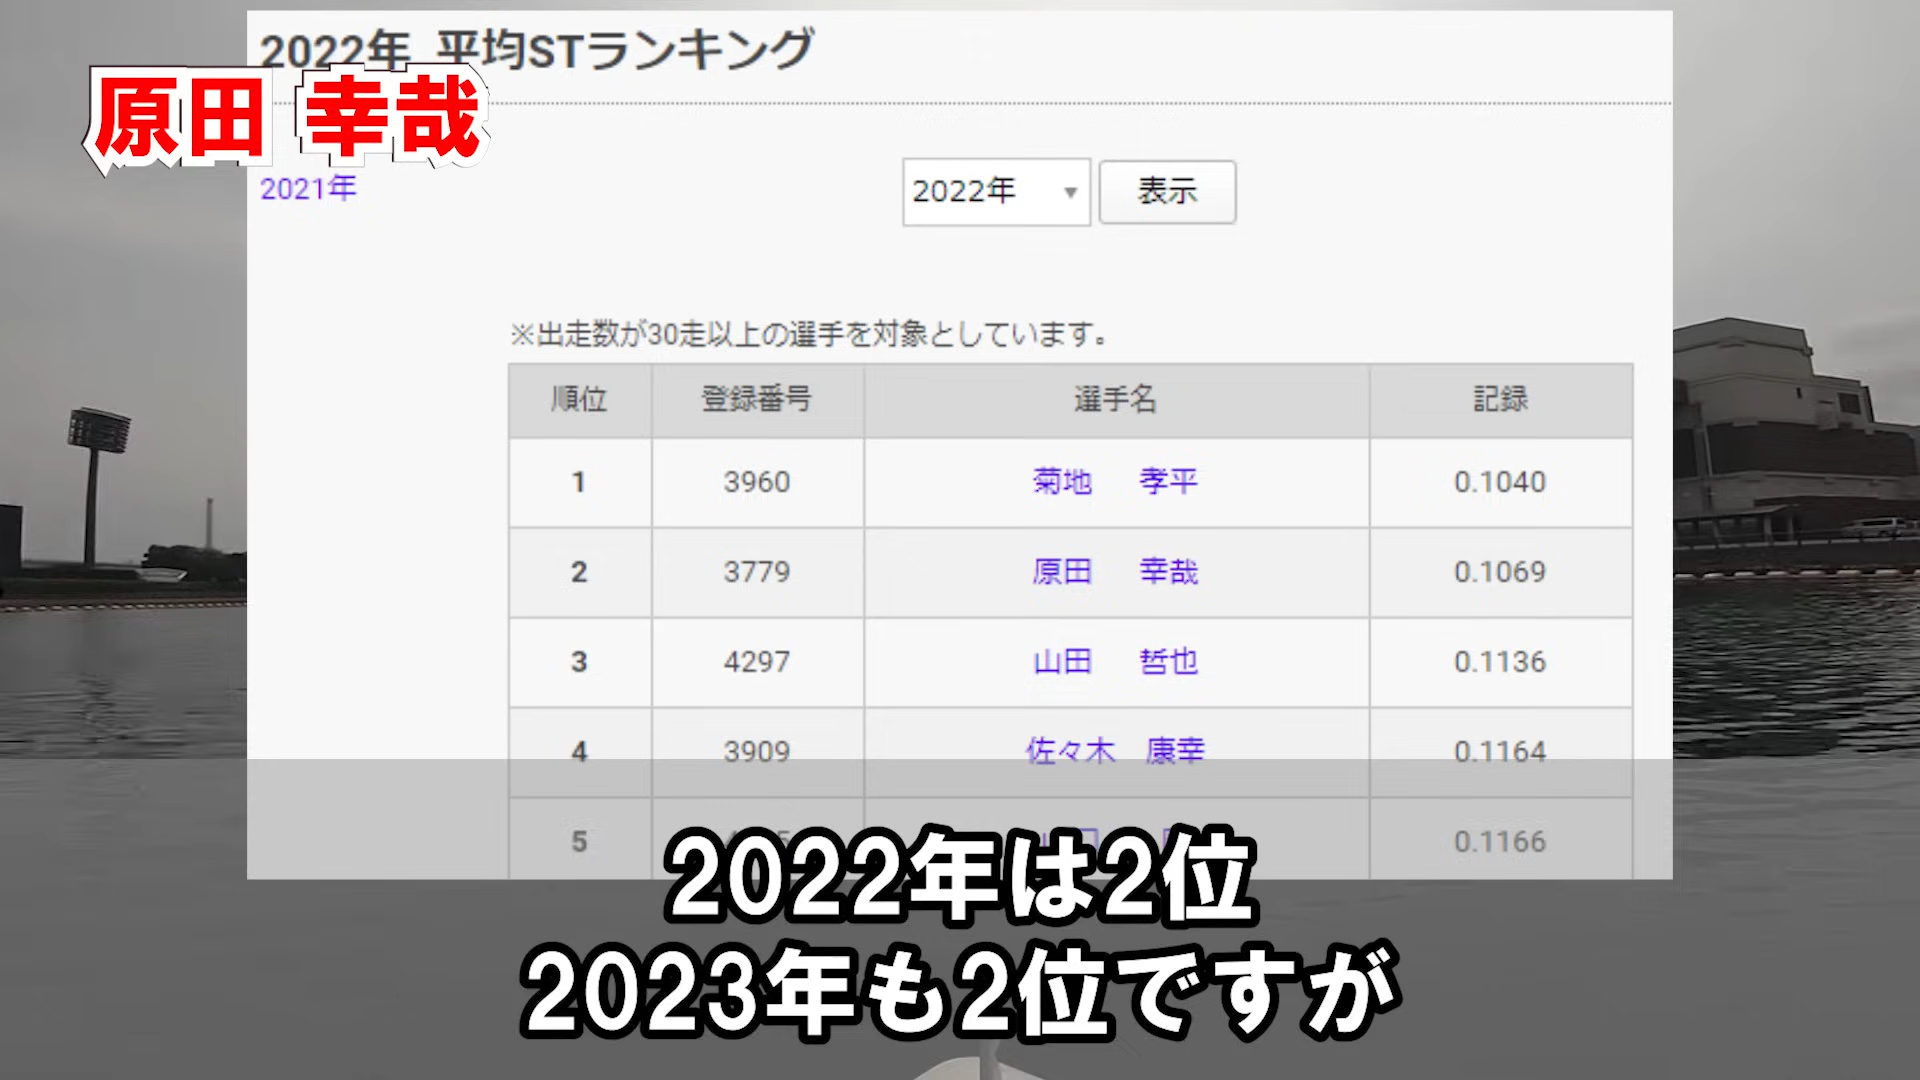 2022年 平均STランキング
原田 幸哉
2021年
2022年 表示
※出走数が30走以上の選手を対象としています。
順位 登録番号 選手名 記録
1 3960 菊地 孝平 0.1040
2 3779 原田 幸哉 0.1069
3 4297 山田 哲也 0.1136
4 3909 佐々木 康幸 0.1164
5 0.1166
2022年は2位
2023年も2位ですが